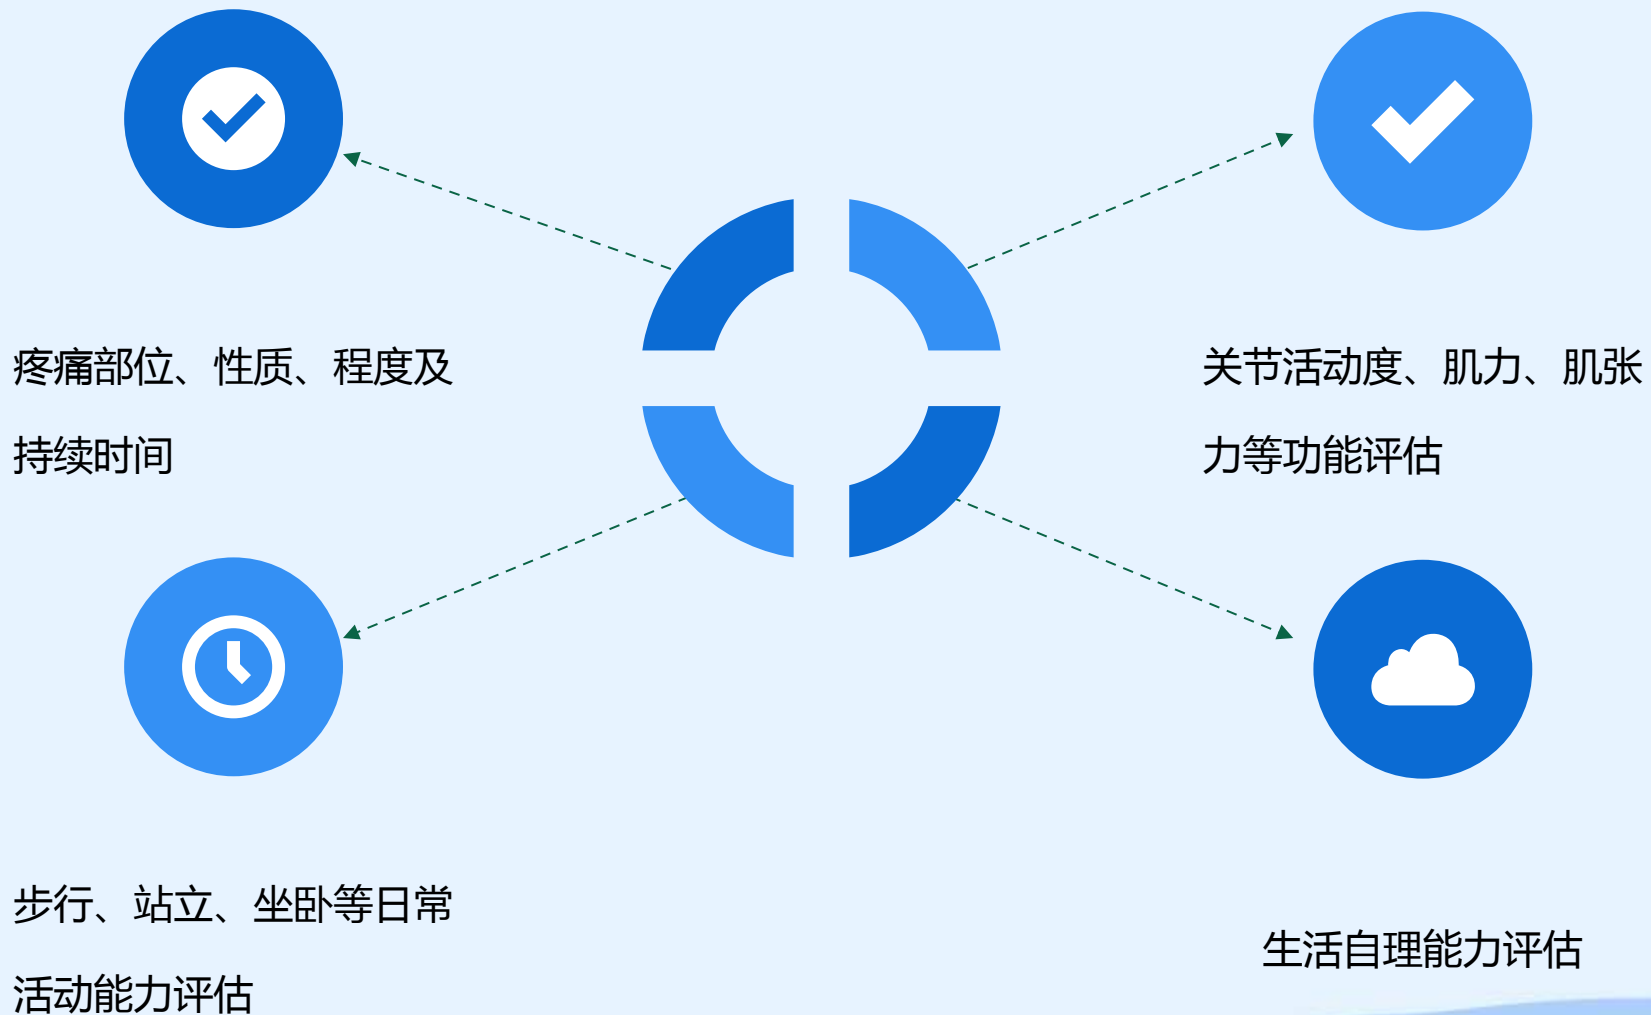 疼痛部位、性质、程度及
持续时间
关节活动度、肌力、肌张
力等功能评估
步行、站立、坐卧等日常
活动能力评估
生活自理能力评估